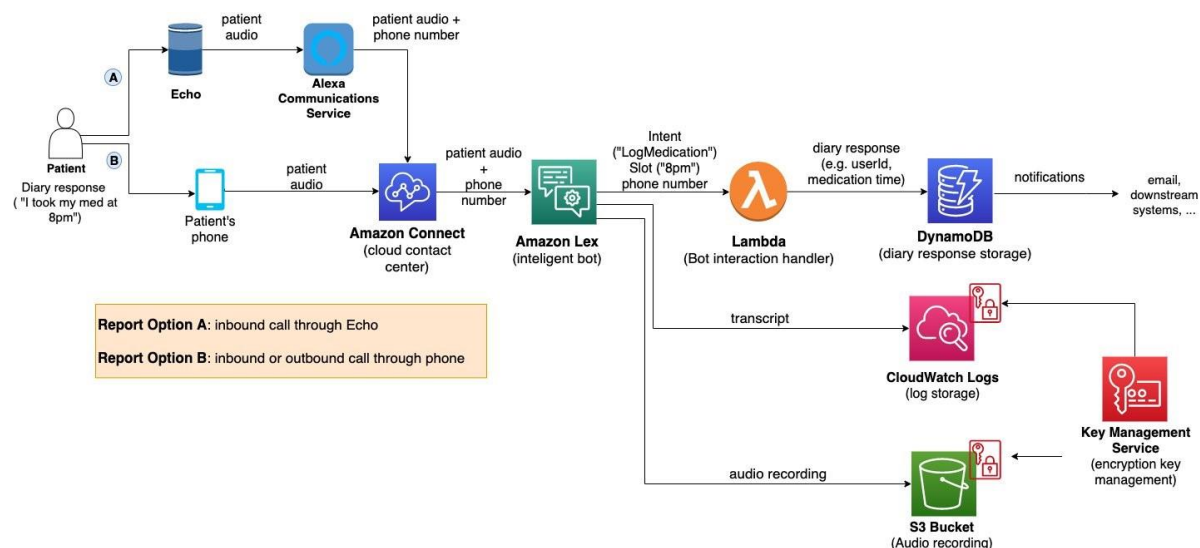 patient
audio
patient audio +
phone number
A
Echo
Alexa
Communications
Service
Patient
Diary response
( "I took my med at
8pm")
B
Patient's
phone
patient
audio
Amazon Connect
(cloud contact
center)
patient audio
+
phone
number
Amazon Lex
(inteligent bot)
Intent
("LogMedication")
Slot ("8pm")
phone number
Lambda
(Bot interaction handler)
diary response
(e.g. userId,
medication time)
DynamoDB
(diary response storage)
notifications
email,
downstream
systems, ...
Report Option A: inbound call through Echo
Report Option B: inbound or outbound call through phone
transcript
CloudWatch Logs
(log storage)
Key Management
Service
(encryption key
management)
audio recording
S3 Bucket
(Audio recording)